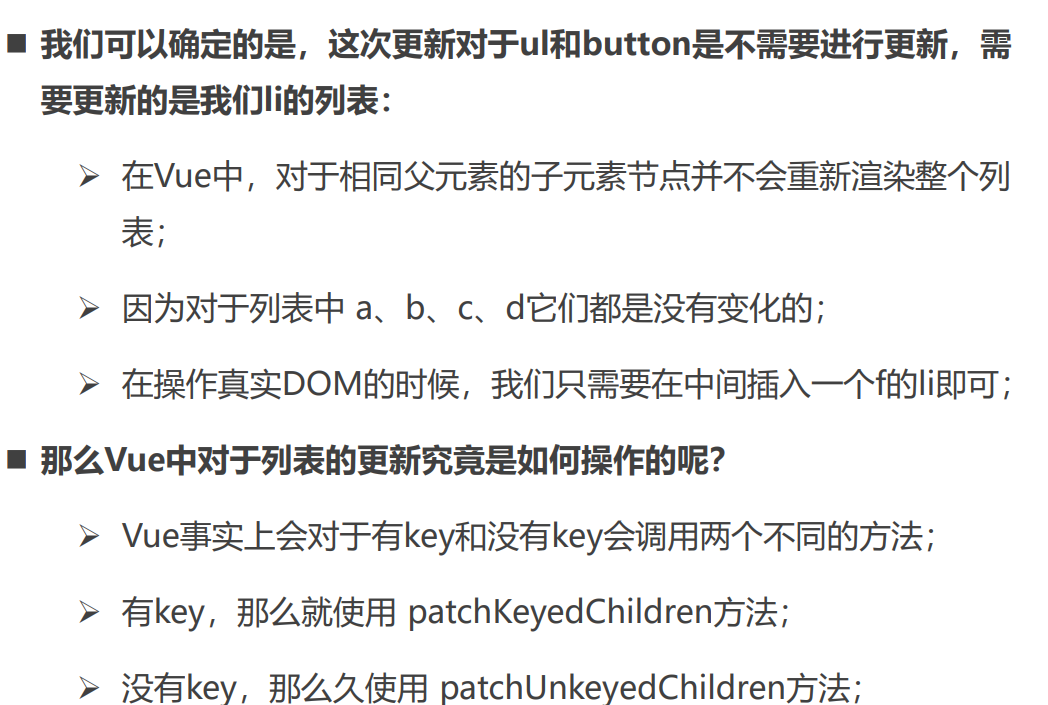 ■ 我们可以确定的是，这次更新对于ul和button是不需要进行更新，需
要更新的是我们li的列表：
➢ 在Vue中，对于相同父元素的子元素节点并不会重新渲染整个列
表；
➢ 因为对于列表中 a、b、c、d它们都是没有变化的；
➢ 在操作真实DOM的时候，我们只需要在中间插入一个f的li即可；
■ 那么Vue中对于列表的更新究竟是如何操作的呢？
➢ Vue事实上会对于有key和没有key会调用两个不同的方法；
➢ 有key，那么就使用 patchKeyedChildren方法；
➢ 没有key，那么久使用 patchUnkeyedChildren方法；